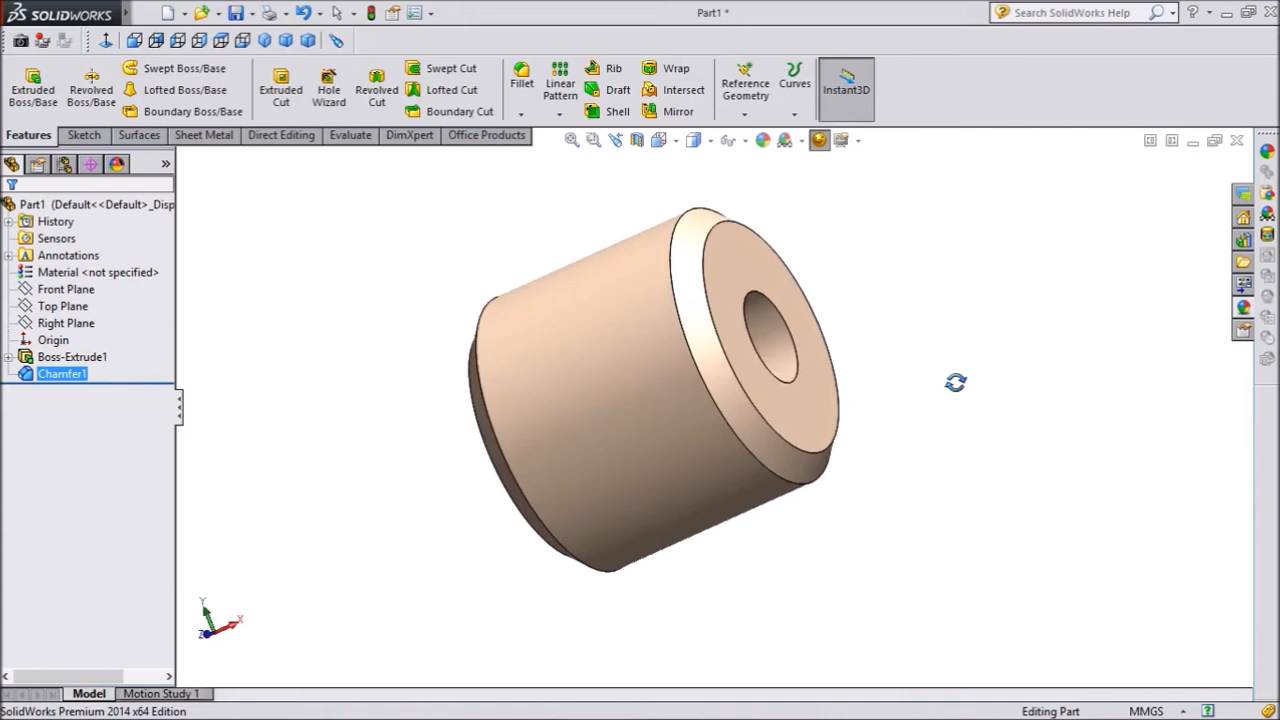 SOLIDWORKS
Part1 *
Search SolidWorks Help
Extruded Boss/Base
Revolved Boss/Base
Swept Boss/Base
Lofted Boss/Base
Boundary Boss/Base
Extruded Cut
Hole Wizard
Revolved Cut
Swept Cut
Lofted Cut
Boundary Cut
Fillet
Linear Pattern
Rib
Draft
Shell
Wrap
Intersect
Mirror
Reference Geometry
Curves
Instant3D
Features
Sketch
Surfaces
Sheet Metal
Direct Editing
Evaluate
DimXpert
Office Products
Part1 (Default<<Default>_Disp
History
Sensors
Annotations
Material <not specified>
Front Plane
Top Plane
Right Plane
Origin
Boss-Extrude1
Chamfer1
Y
X
Z
Model
Motion Study 1
SolidWorks Premium 2014 x64 Edition
Editing Part
MMGS